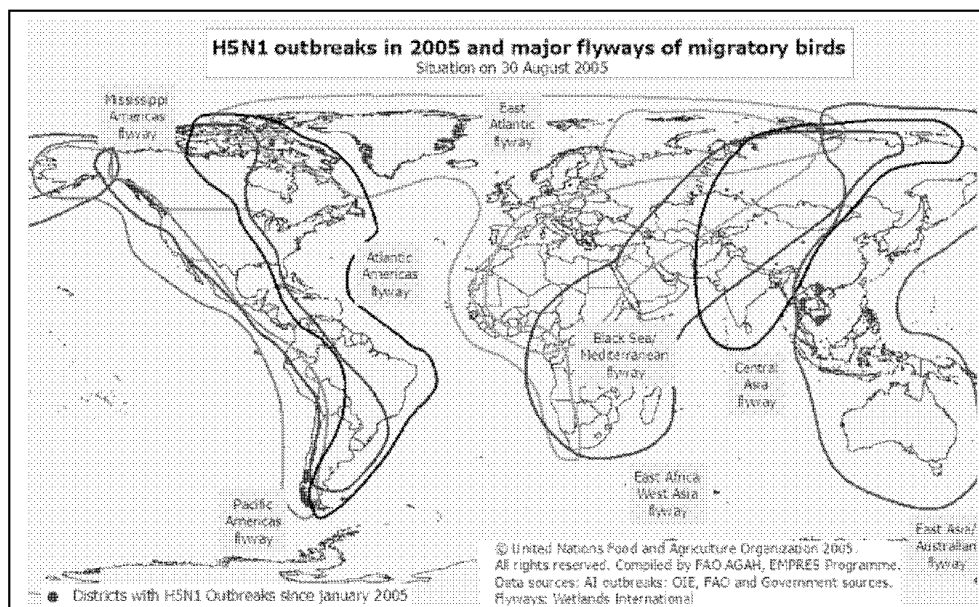 H5N1 outbreaks in 2005 and major flyways of migratory birds
Situation on 30 August 2005
Mississippi
Americas
flyway
East
Atlantic
flyway
Atlantic
Americas
flyway
Black Sea/
Mediterranean
flyway
Central
Asia
flyway
East Africa
West Asia
flyway
Pacific
Americas
flyway
East Asia/
Australian
flyway
© United Nations Food and Agriculture Organization 2005.
All rights reserved. Compiled by FAO AGAH, EMPRES Programme.
Data sources: AI outbreaks: OIE, FAO and Government sources.
Flyways: Wetlands International
Districts with H5N1 Outbreaks since january 2005